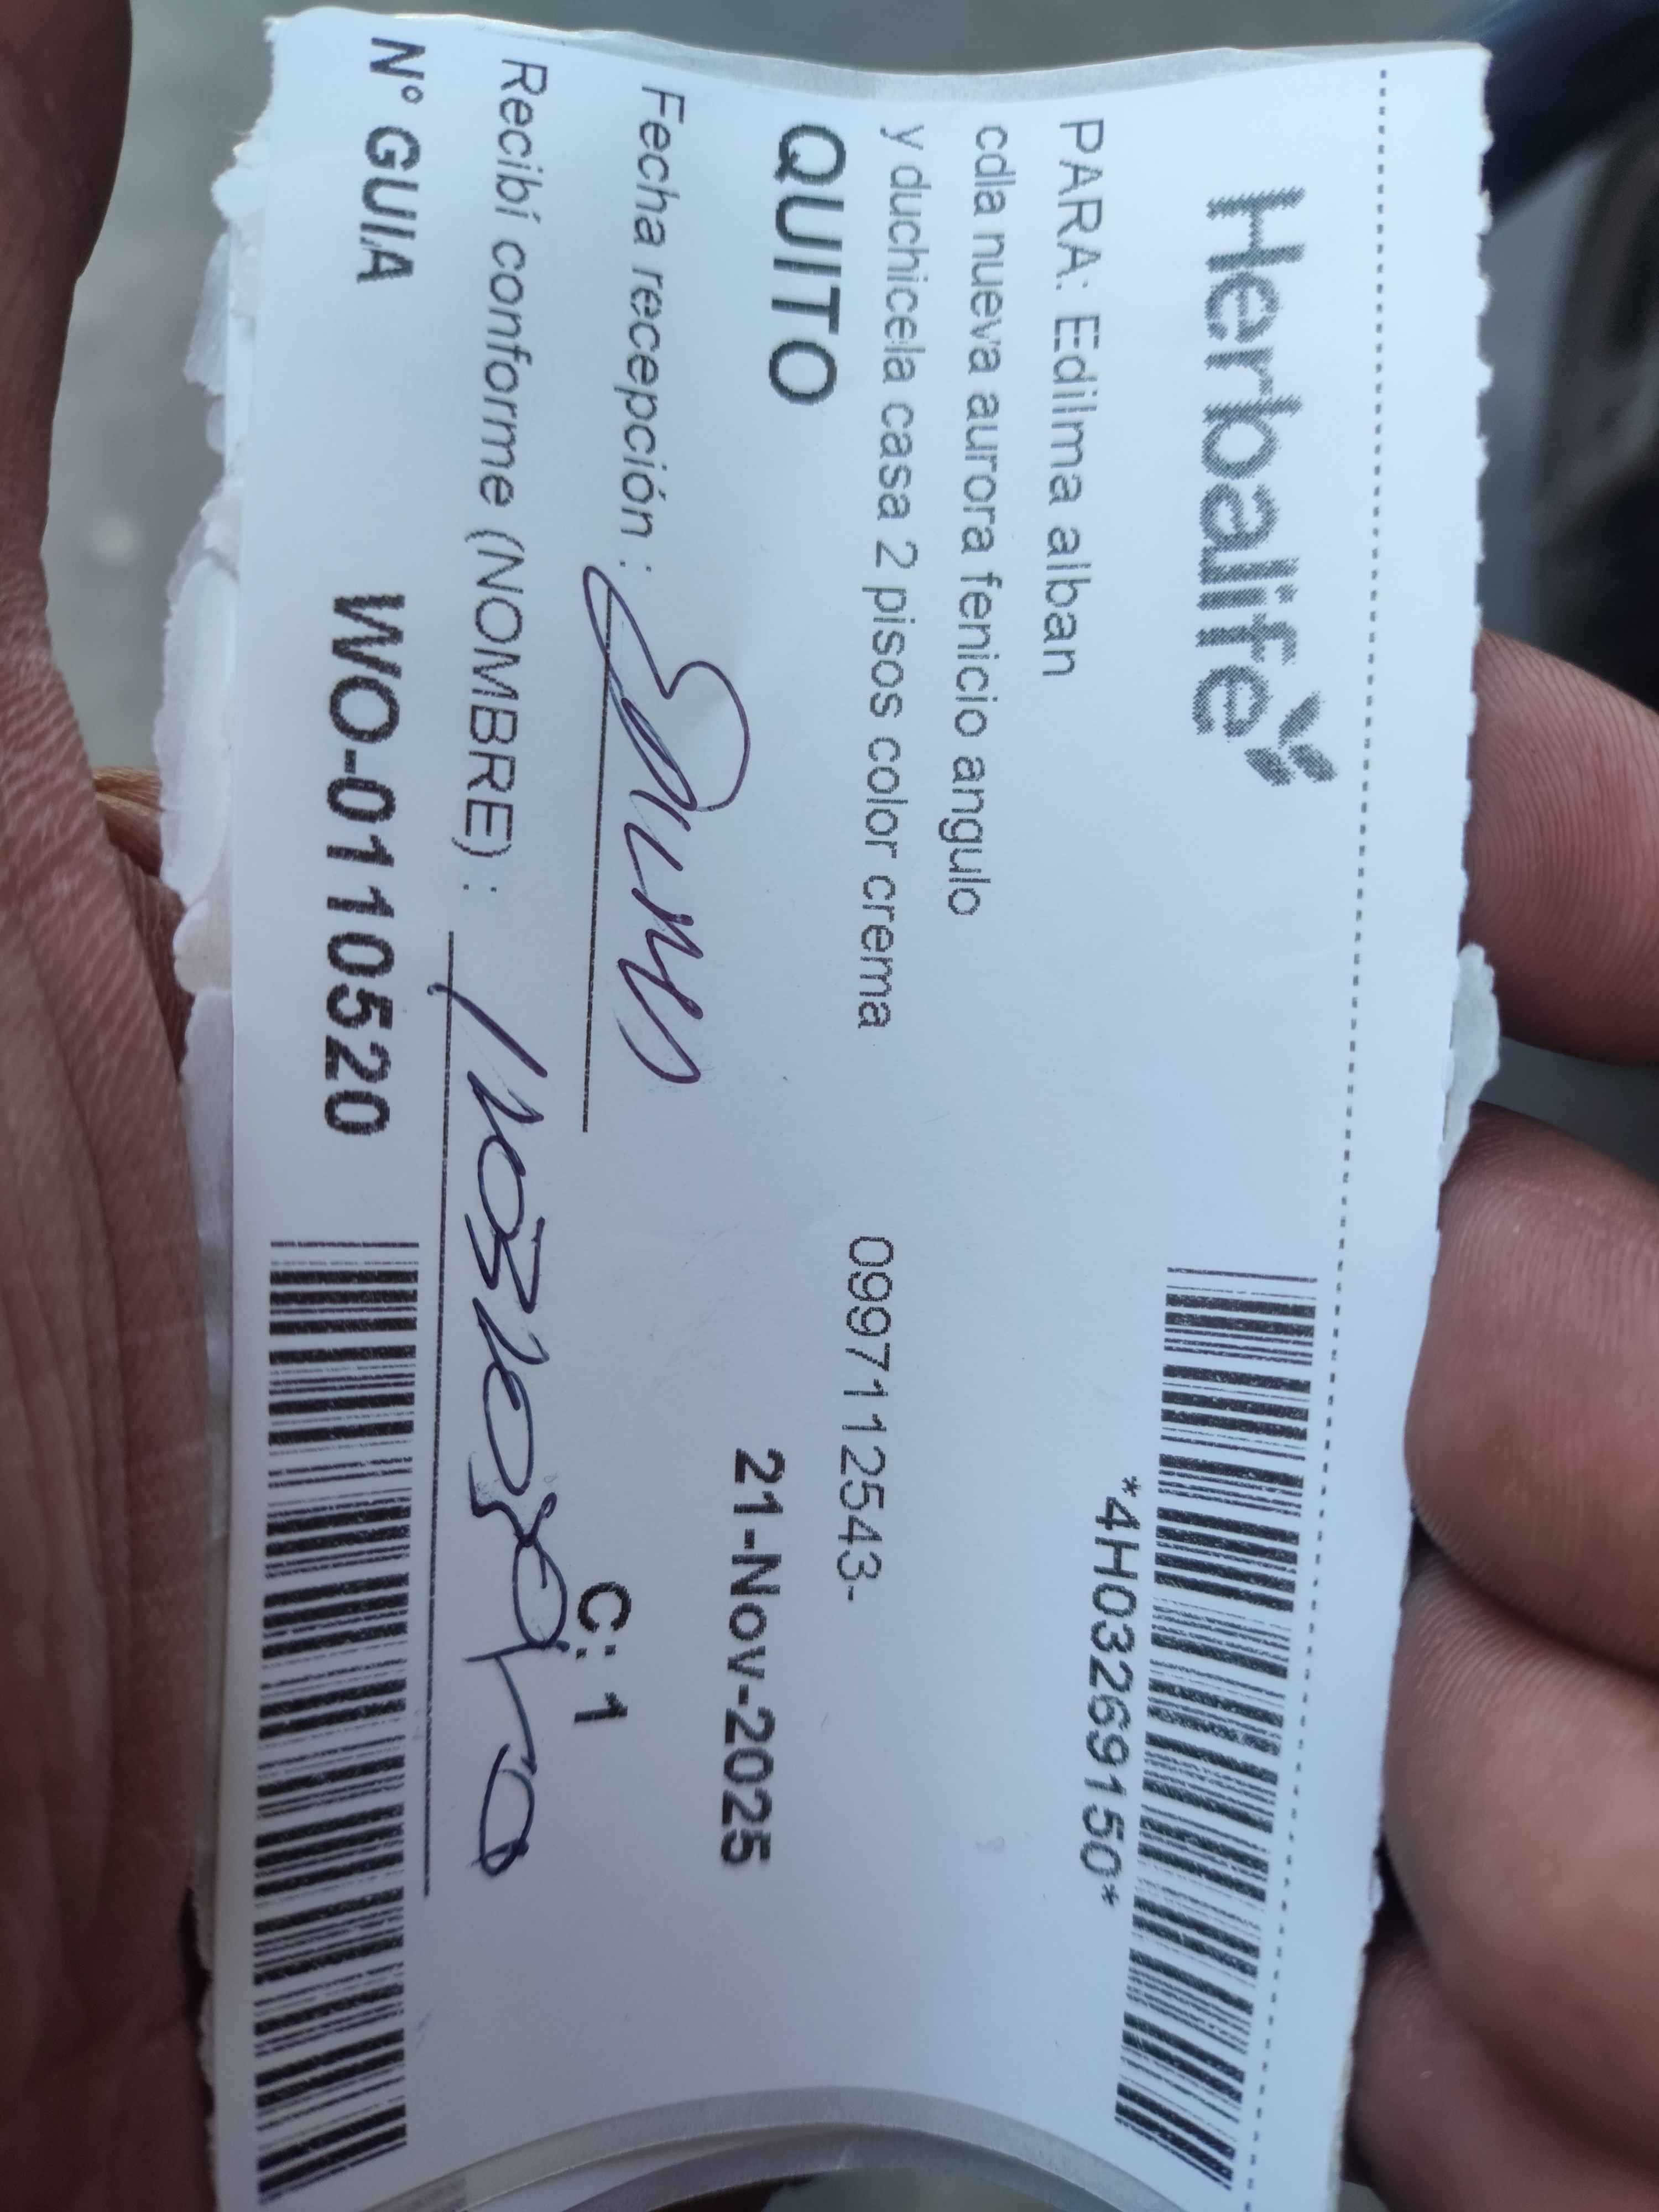 Herbalife
*4H03269150*
PARA: Edilma alban
cdla nueva aurora fenicio angulo
y duchicela casa 2 pisos color crema 0997112543-
QUITO 21-Nov-2025
Fecha recepción :
C: 1
Recibí conforme (NOMBRE) :
Nº GUIA WO-0110520